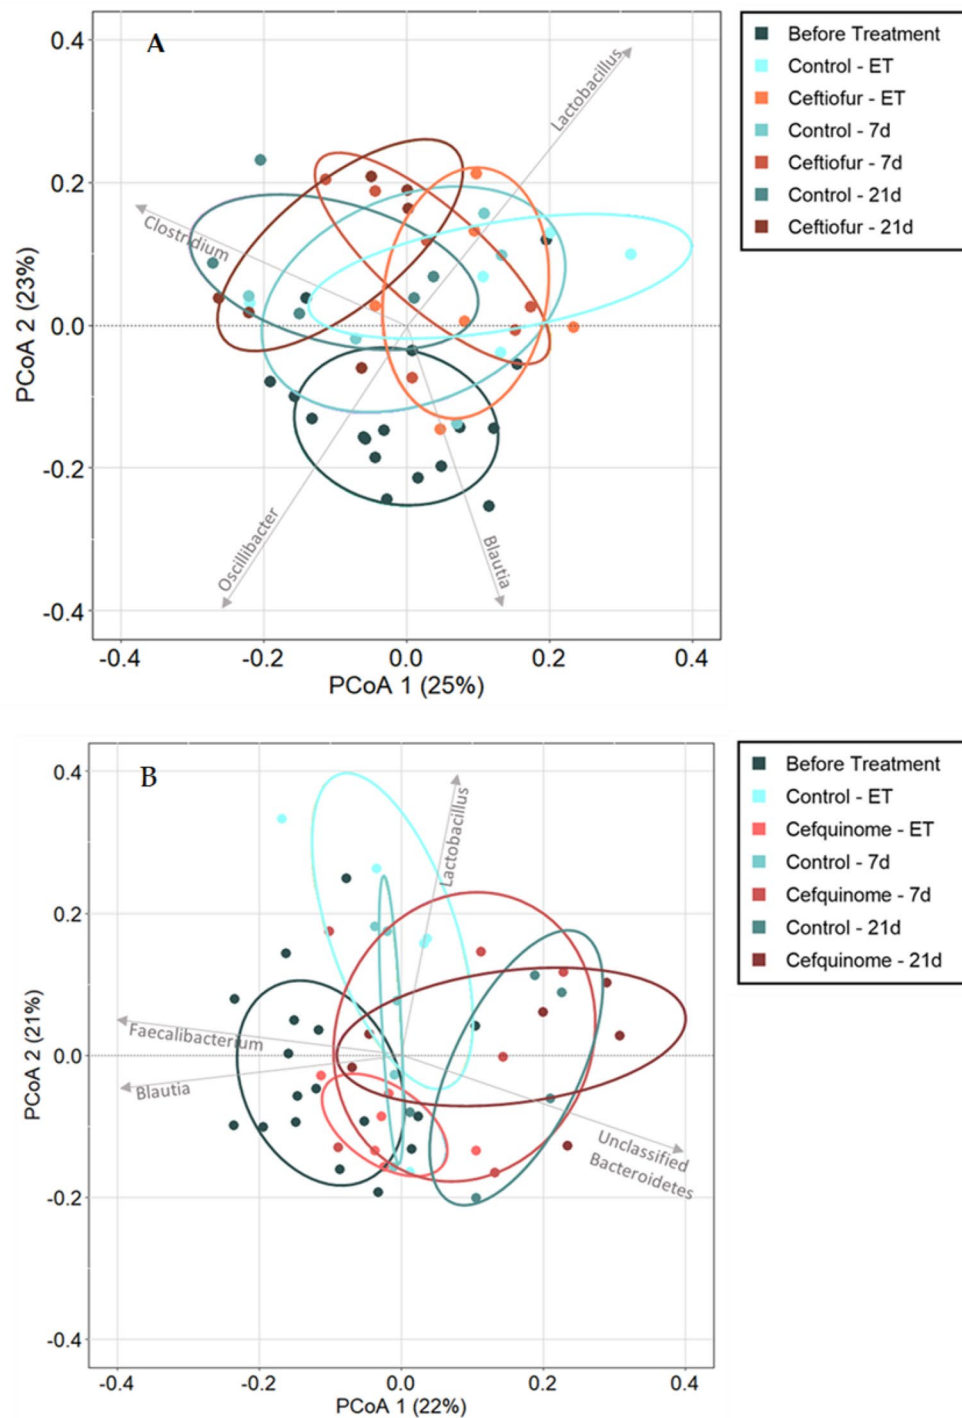 A
Before Treatment
Control - ET
Ceftiofur - ET
Control - 7d
Ceftiofur - 7d
Control - 21d
Ceftiofur - 21d
Lactobacillus
Clostridium
Oscillibacter
Blautia
0.4
0.2
0.0
-0.2
-0.4
PCoA 2 (23%)
-0.4 -0.2 0.0 0.2 0.4
PCoA 1 (25%)
B
Before Treatment
Control - ET
Cefquinome - ET
Control - 7d
Cefquinome - 7d
Control - 21d
Cefquinome - 21d
Lactobacillus
Faecalibacterium
Blautia
Unclassified
Bacteroidetes
0.4
0.2
0.0
-0.2
-0.4
PCoA 2 (21%)
-0.4 -0.2 0.0 0.2 0.4
PCoA 1 (22%)